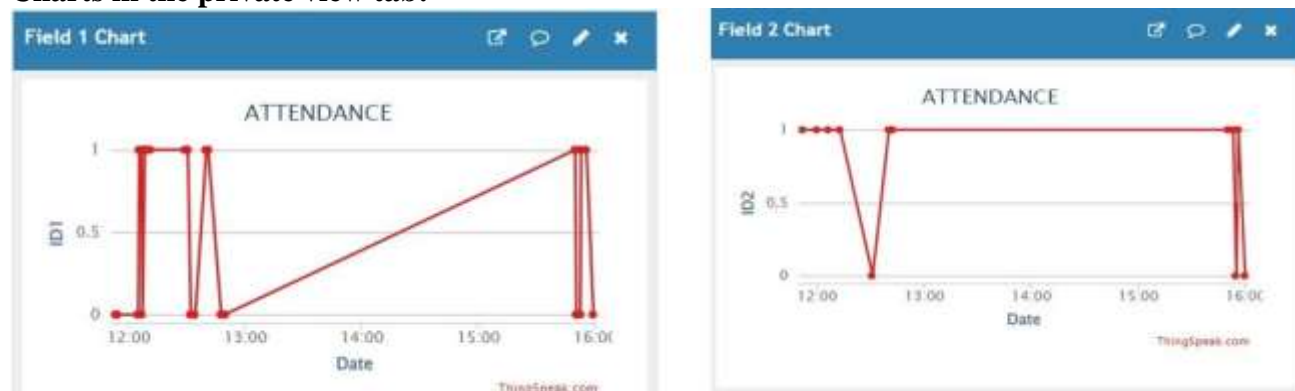 Charts in the private view tab:
Field 1 Chart
ATTENDANCE
ID1
1
0.5
0
12:00 13:00 14:00 15:00 16:0
Date
ThingSpeak.com
Field 2 Chart
ATTENDANCE
ID2
1
0.5
0
12:00 13:00 14:00 15:00 16:0
Date
ThingSpeak.com